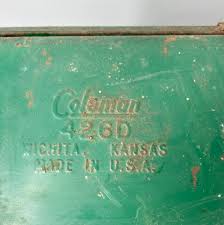 Coleman
426D
WICHITA, KANSAS
MADE IN U.S.A.